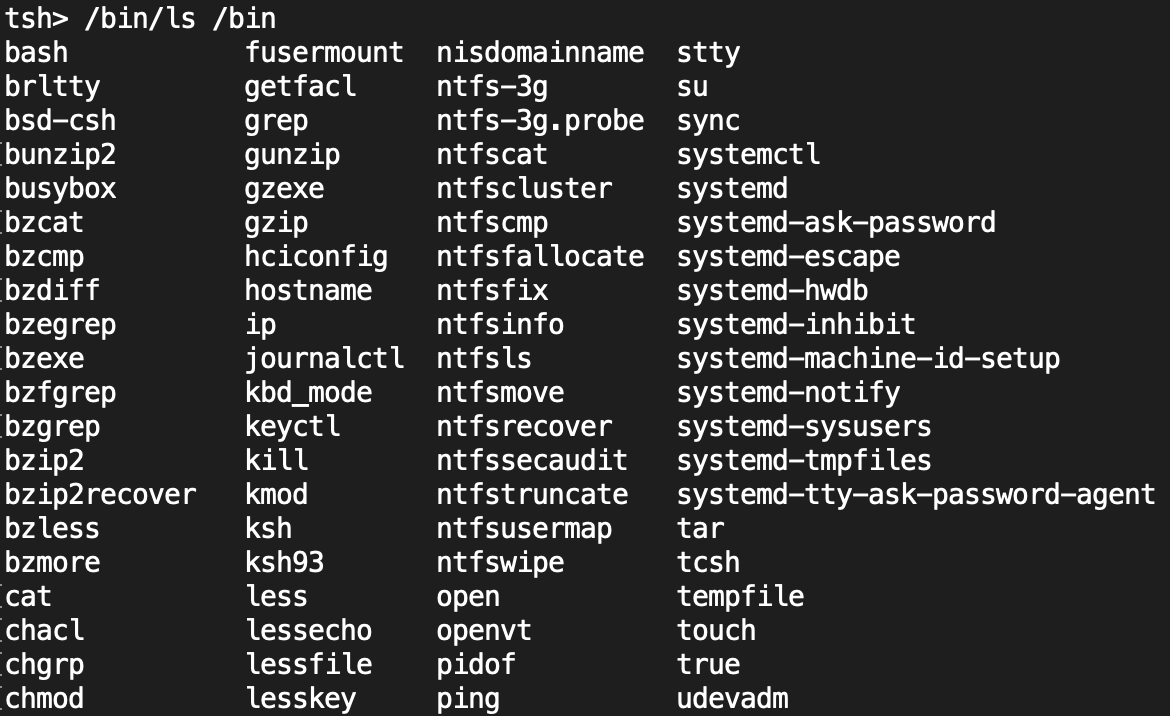 tsh> /bin/ls /bin
bash           fusermount  nisdomainname  stty
brltty         getfacl     ntfs-3g        su
bsd-csh        grep        ntfs-3g.probe  sync
bunzip2        gunzip      ntfscat        systemctl
busybox        gzexe       ntfscluster    systemd
bzcat          gzip        ntfscmp        systemd-ask-password
bzcmp          hciconfig   ntfsfallocate  systemd-escape
bzdiff         hostname    ntfsfix        systemd-hwdb
bzegrep        ip          ntfsinfo       systemd-inhibit
bzexe          journalctl  ntfsls         systemd-machine-id-setup
bzfgrep        kbd_mode    ntfsmove       systemd-notify
bzgrep         keyctl      ntfsrecover    systemd-sysusers
bzip2          kill        ntfssecaudit   systemd-tmpfiles
bzip2recover   kmod        ntfstruncate   systemd-tty-ask-password-agent
bzless         ksh         ntfsusermap    tar
bzmore         ksh93       ntfswipe       tcsh
cat            less        open           tempfile
chacl          lessecho    openvt         touch
chgrp          lessfile    pidof          true
chmod          lesskey     ping           udevadm